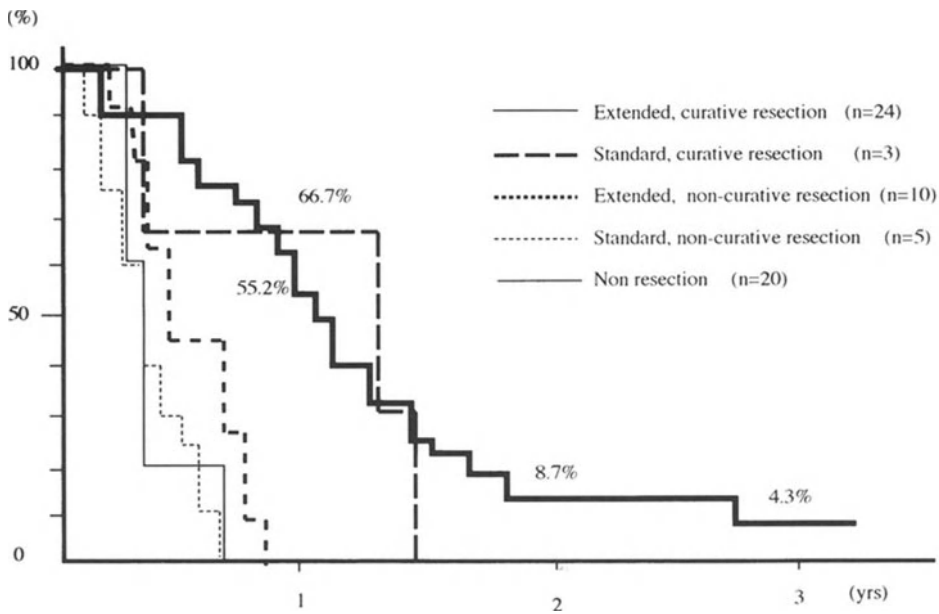 (%)
100
Extended, curative resection (n=24)
Standard, curative resection (n=3)
Extended, non-curative resection (n=10)
Standard, non-curative resection (n=5)
Non resection (n=20)
66.7%
55.2%
50
8.7%
4.3%
0
1
2
3
(yrs)